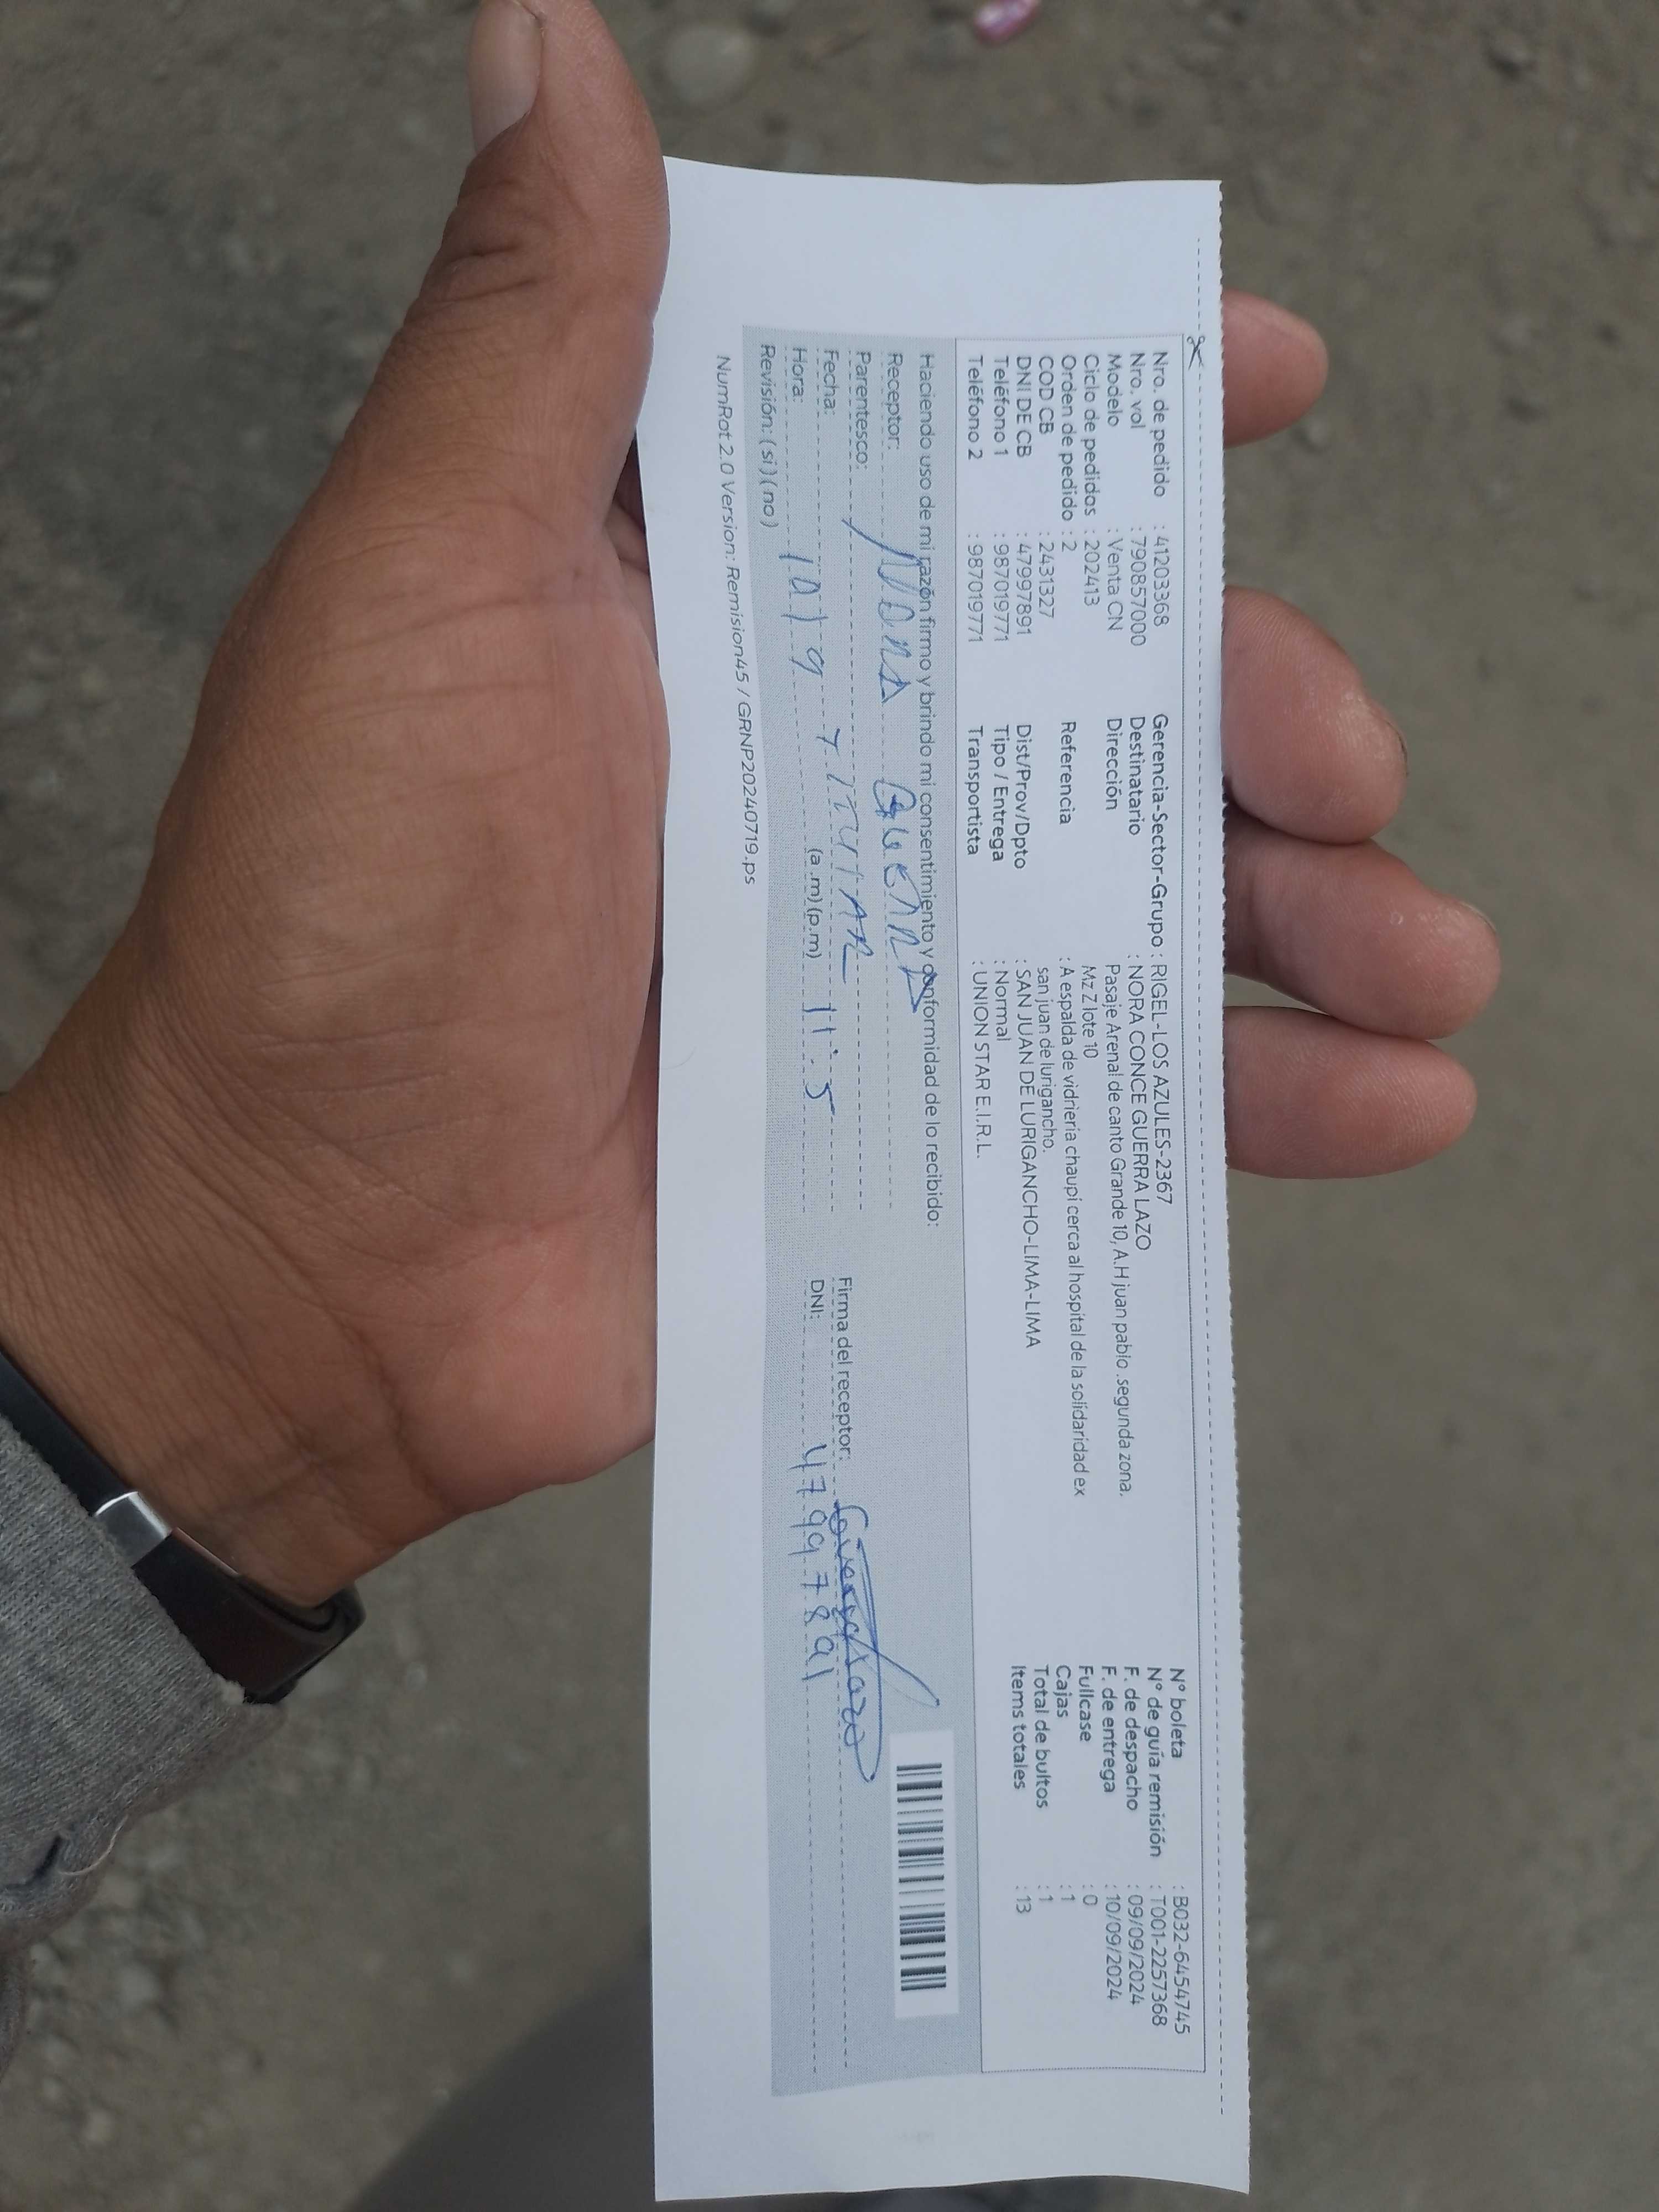 Nro. de pedido : 41203368
Nro. vol : 790857000
Modelo : Venta CN
Ciclo de pedidos : 202413
Orden de pedido : 2
COD CB : 2431327
DNI DE CB : 47997891
Teléfono 1 : 987019771
Teléfono 2 : 987019771
Gerencia-Sector-Grupo : RIGEL-LOS AZULES-2367
Destinatario : NORA CONCE GUERRA LAZO
Dirección Pasaje Arenal de canto Grande 10, A.H juan pablo .segunda zona.
Mz Z lote 10
Referencia : A espalda de vidriería chaupi cerca al hospital de la solidaridad ex
san juan de lurigancho.
Dist/Prov/Dpto : SAN JUAN DE LURIGANCHO-LIMA-LIMA
Tipo / Entrega : Normal
Transportista : UNION STAR E.I.R.L.
N° boleta : B032-6454745
N° de guía remisión : T001-2257368
F. de despacho : 09/09/2024
F. de entrega : 10/09/2024
Fullcase : 0
Cajas : 1
Total de bultos : 1
Items totales : 13
Haciendo uso de mi razón firmo y brindo mi consentimiento y conformidad de lo recibido:
Receptor: Nora Guerra
Parentesco: TITUTAR
Fecha: 10/9
Hora: (a.m)(p.m) 11:5
Revisión: (si)(no)
Firma del receptor:
DNI: 47997891
NumRot 2.0 Version: Remision45 / GRNP20240719.ps